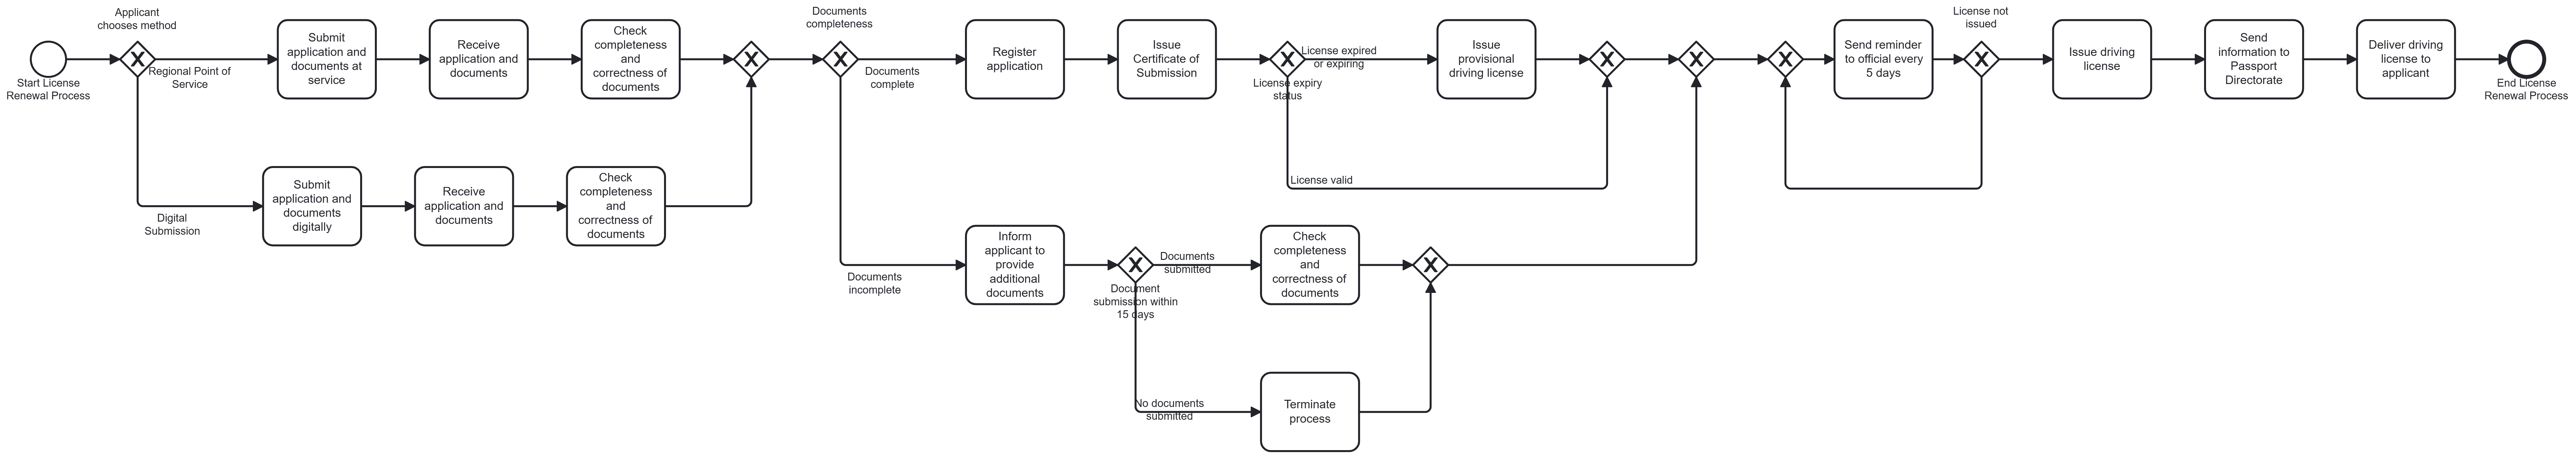 Applicant
chooses method
Start License
Renewal Process
Regional Point of
Service
Submit
application and
documents at
service
Receive
application and
documents
Check
completeness
and
correctness of
documents
Digital
Submission
Submit
application and
documents
digitally
Receive
application and
documents
Check
completeness
and
correctness of
documents
Documents
completeness
Documents
complete
Register
application
Issue
Certificate of
Submission
License expired
or expiring
License expiry
status
License valid
Issue
provisional
driving license
Documents
incomplete
Inform
applicant to
provide
additional
documents
Documents
submitted
Document
submission within
15 days
Check
completeness
and
correctness of
documents
No documents
submitted
Terminate
process
Send reminder
to official every
5 days
License not
issued
Issue driving
license
Send
information to
Passport
Directorate
Deliver driving
license to
applicant
End License
Renewal Process